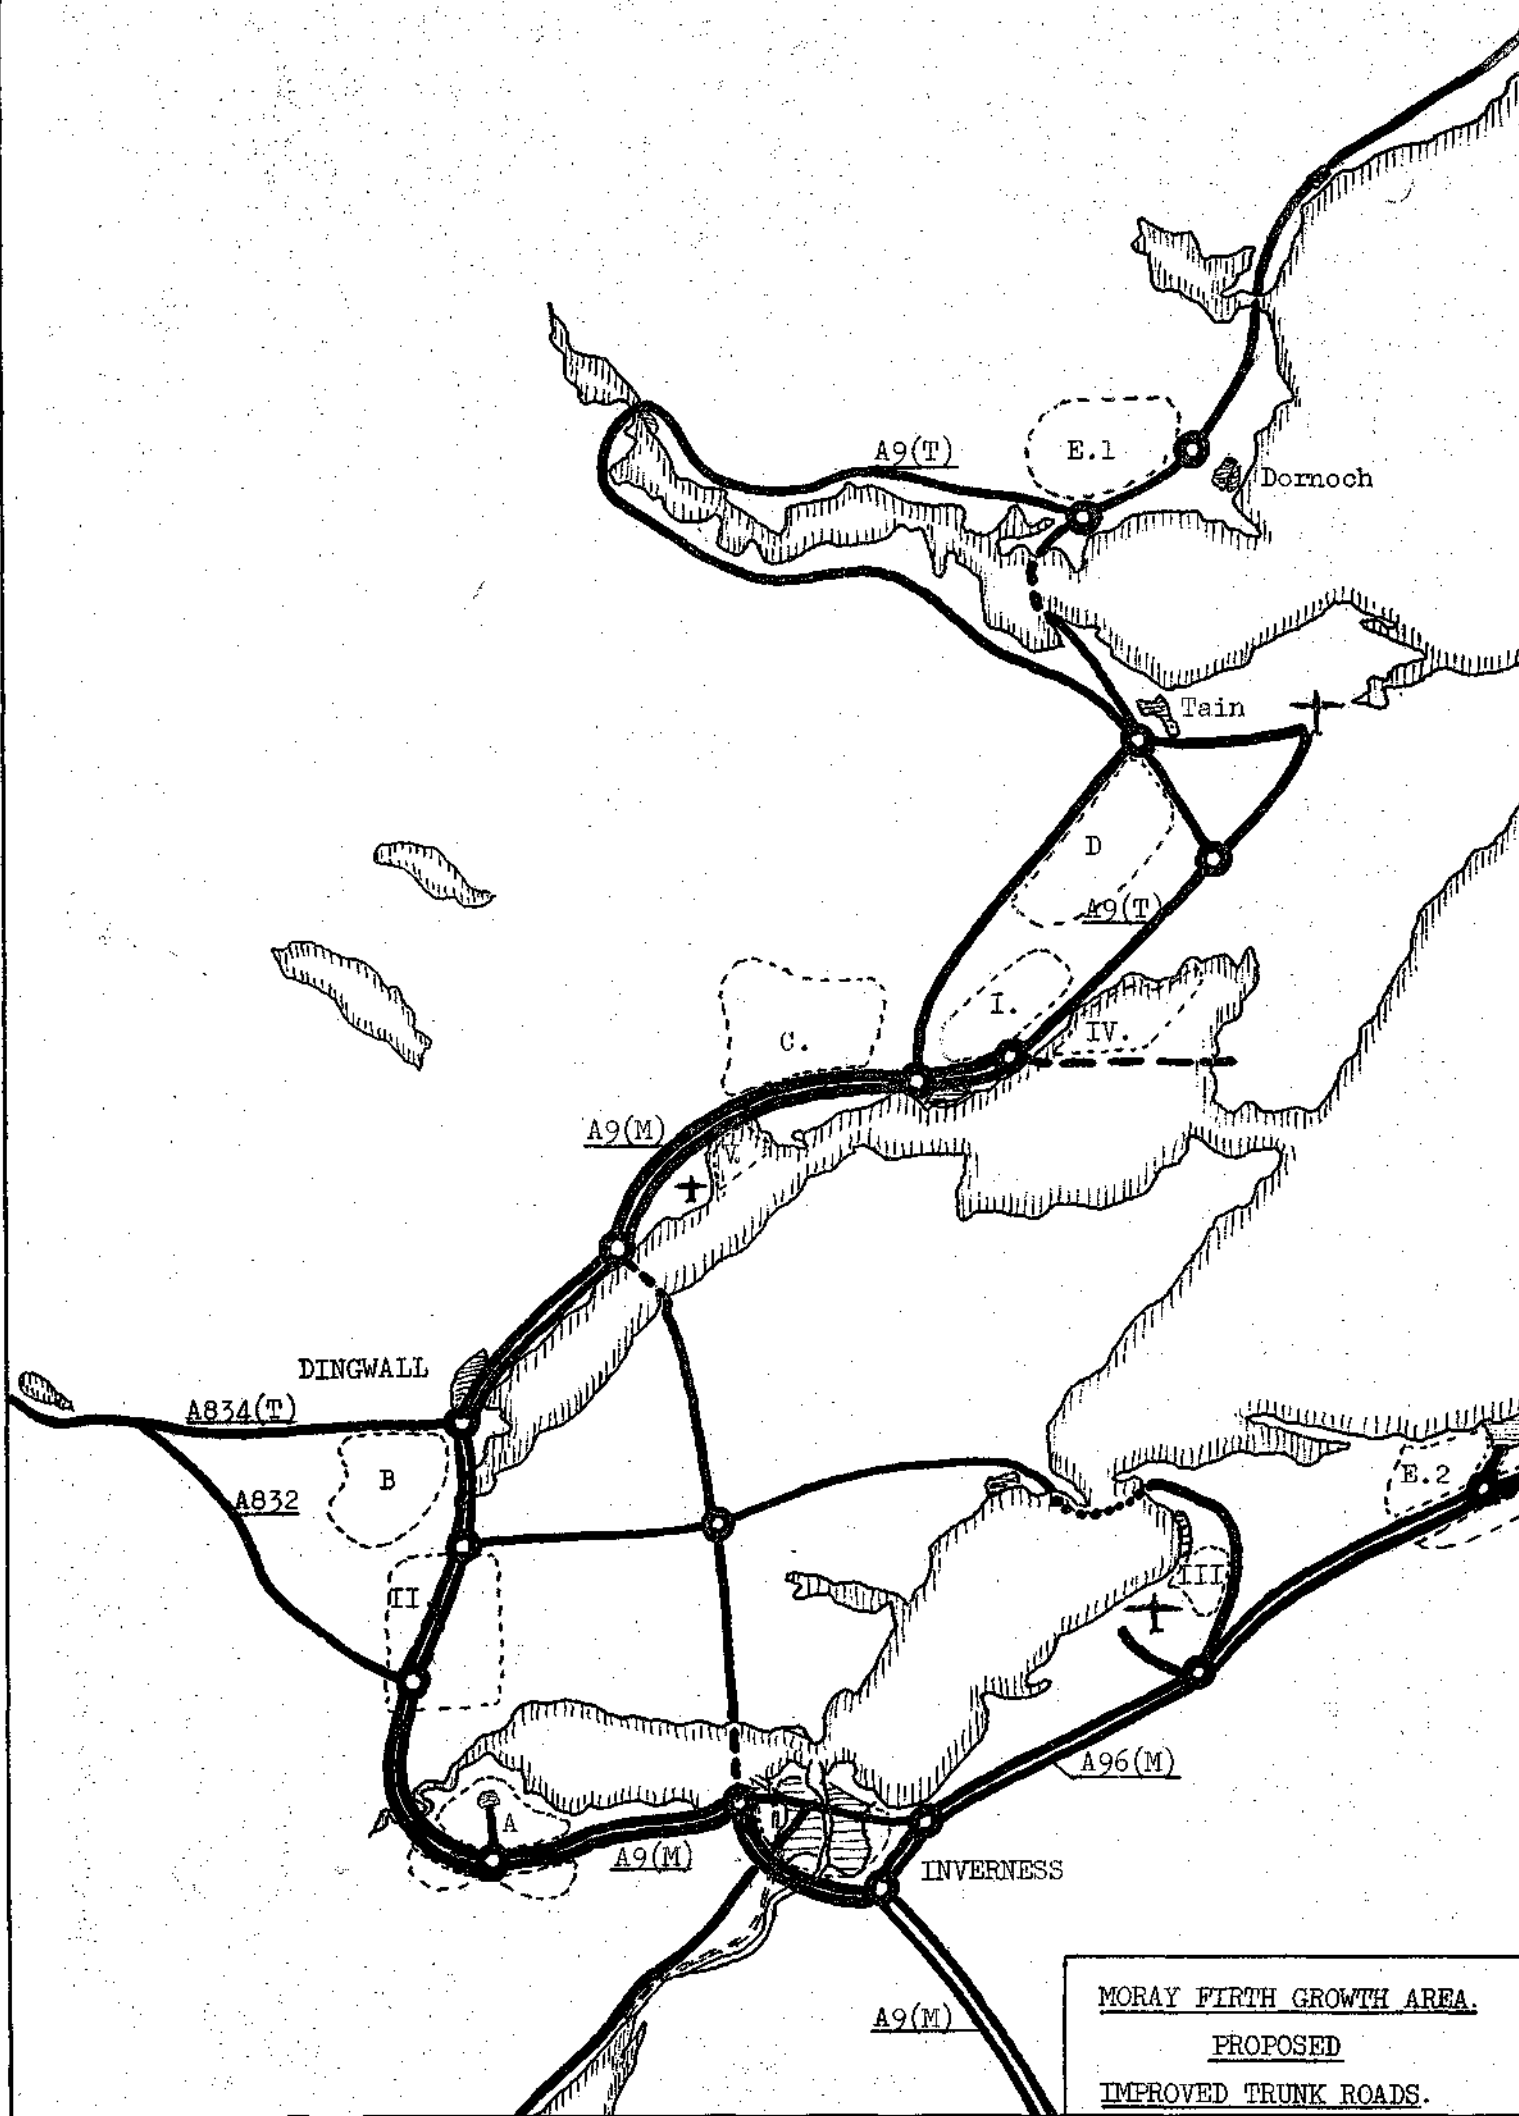 A9(T)
E.1
Dornoch
Tain
D
A9(T)
I.
IV.
C.
A9(M)
V.
DINGWALL
A834(T)
B
A832
E.2
II
III
A96(M)
A
A9(M)
INVERNESS
A9(M)
MORAY FIRTH GROWTH AREA.
PROPOSED
IMPROVED TRUNK ROADS.